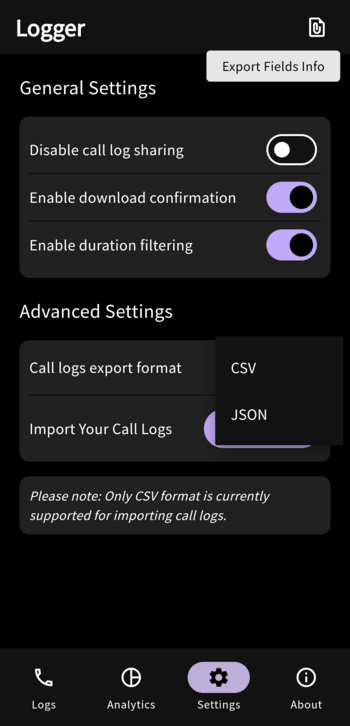 Logger
Export Fields Info
General Settings
Disable call log sharing
Enable download confirmation
Enable duration filtering
Advanced Settings
Call logs export format
CSV
JSON
Import Your Call Logs
Please note: Only CSV format is currently
supported for importing call logs.
Logs
Analytics
Settings
About